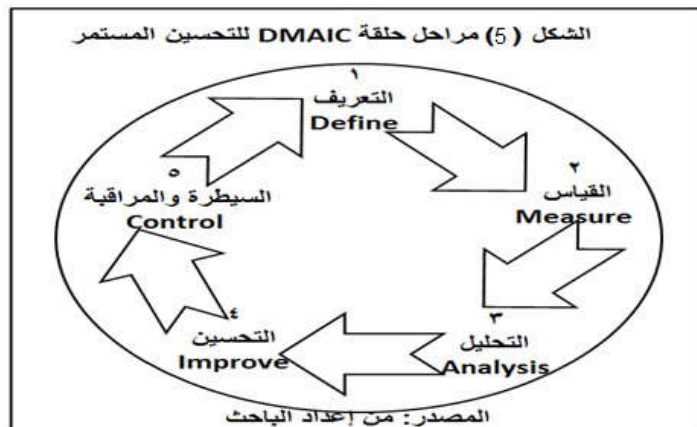 الشكل (5) مراحل حلقة DMAIC للتحسين المستمر
١
التعريف
Define
٢
القياس
Measure
٣
التحليل
Analysis
٤
التحسين
Improve
٥
السيطرة والمراقبة
Control
المصدر: من إعداد الباحث